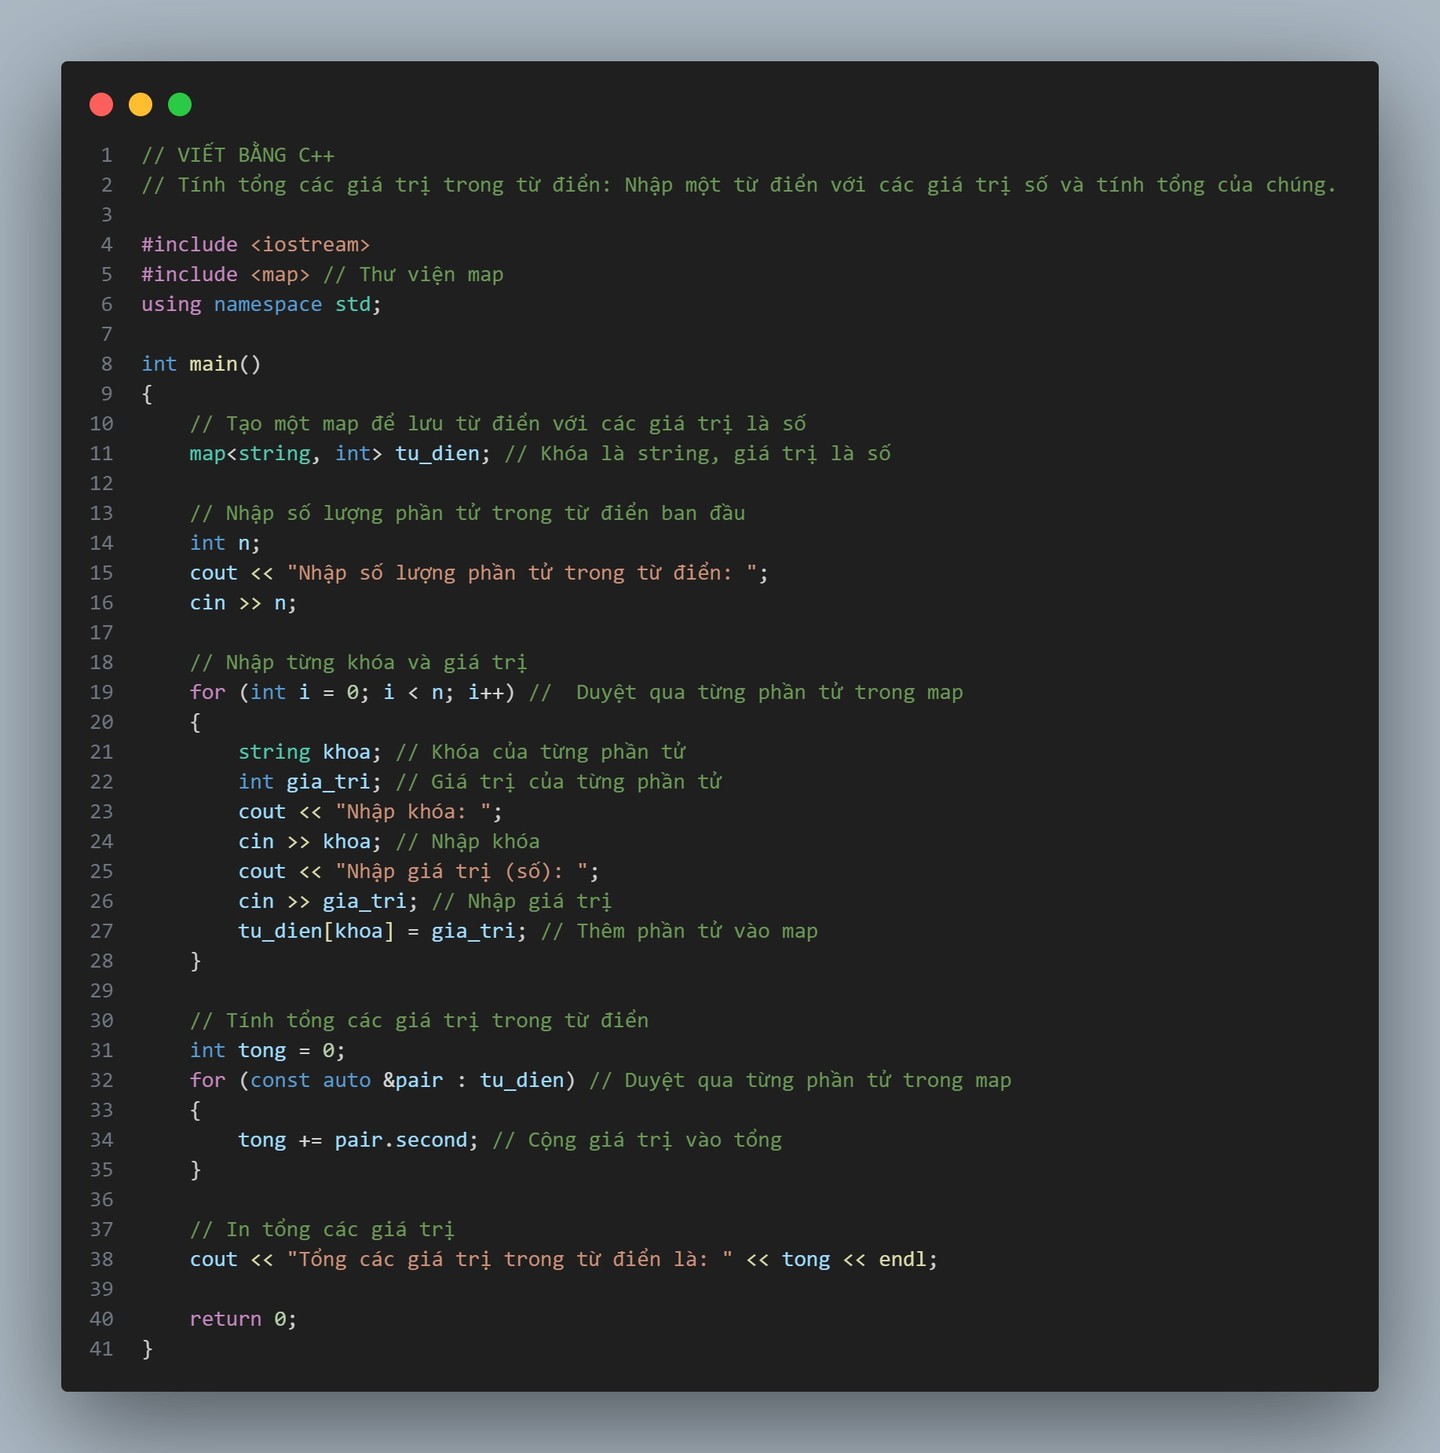 1 // VIẾT BẰNG C++
2 // Tính tổng các giá trị trong từ điển: Nhập một từ điển với các giá trị số và tính tổng của chúng.
3
4 #include <iostream>
5 #include <map> // Thư viện map
6 using namespace std;
7
8 int main()
9 {
10     // Tạo một map để lưu từ điển với các giá trị là số
11     map<string, int> tu_dien; // Khóa là string, giá trị là số
12
13     // Nhập số lượng phần tử trong từ điển ban đầu
14     int n;
15     cout << "Nhập số lượng phần tử trong từ điển: ";
16     cin >> n;
17
18     // Nhập từng khóa và giá trị
19     for (int i = 0; i < n; i++) //  Duyệt qua từng phần tử trong map
20     {
21         string khoa; // Khóa của từng phần tử
22         int gia_tri; // Giá trị của từng phần tử
23         cout << "Nhập khóa: ";
24         cin >> khoa; // Nhập khóa
25         cout << "Nhập giá trị (số): ";
26         cin >> gia_tri; // Nhập giá trị
27         tu_dien[khoa] = gia_tri; // Thêm phần tử vào map
28     }
29
30     // Tính tổng các giá trị trong từ điển
31     int tong = 0;
32     for (const auto &pair : tu_dien) // Duyệt qua từng phần tử trong map
33     {
34         tong += pair.second; // Cộng giá trị vào tổng
35     }
36
37     // In tổng các giá trị
38     cout << "Tổng các giá trị trong từ điển là: " << tong << endl;
39
40     return 0;
41 }